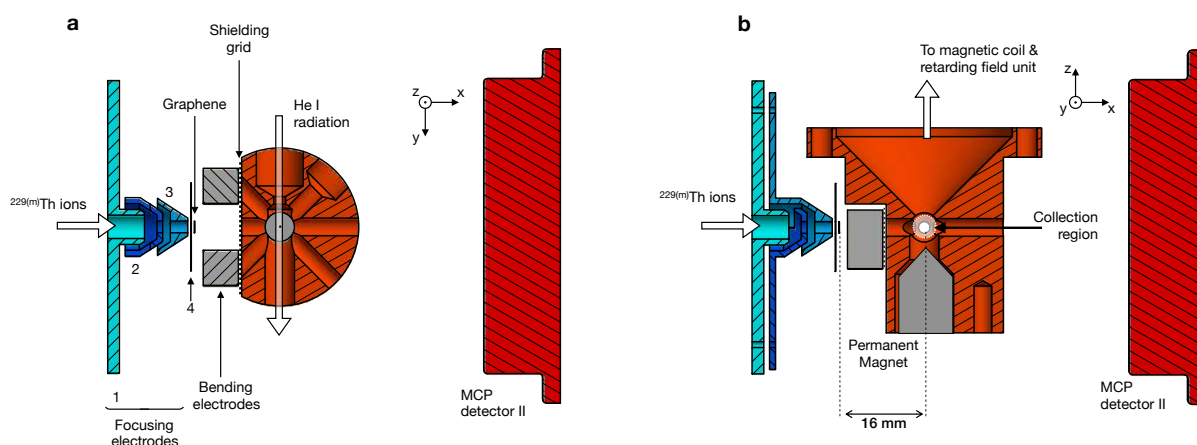 a
Shielding
grid
Graphene
He I
radiation
z
x
y
229(m)Th ions
3
2
4
1
Focusing
electrodes
Bending
electrodes
MCP
detector II
b
To magnetic coil &
retarding field unit
z
y
x
229(m)Th ions
Collection
region
Permanent
Magnet
16 mm
MCP
detector II